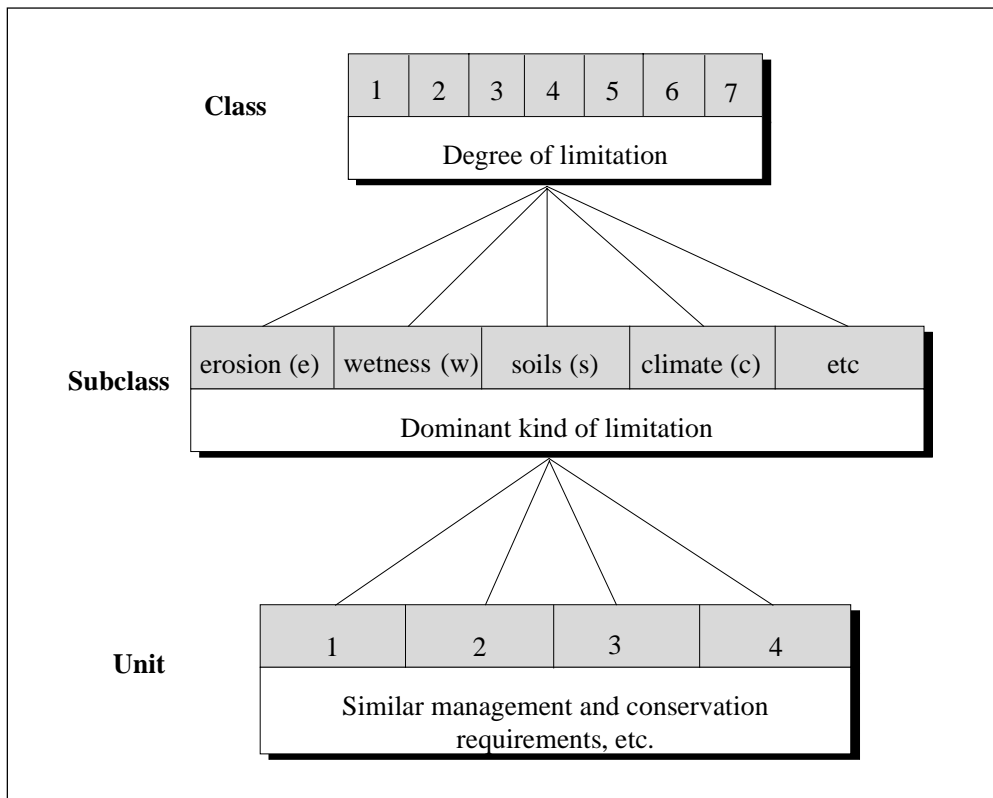 Class
1 2 3 4 5 6 7
Degree of limitation
Subclass
erosion (e) wetness (w) soils (s) climate (c) etc
Dominant kind of limitation
Unit
1 2 3 4
Similar management and conservation
requirements, etc.